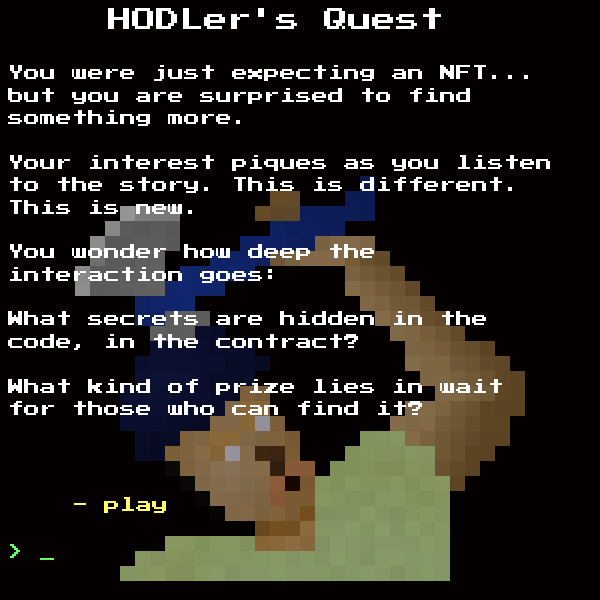 HODLer's Quest
You were just expecting an NFT...
but you are surprised to find
something more.
Your interest piques as you listen
to the story. This is different.
This is new.
You wonder how deep the
interaction goes:
What secrets are hidden in the
code, in the contract?
What kind of prize lies in wait
for those who can find it?
- play
> _